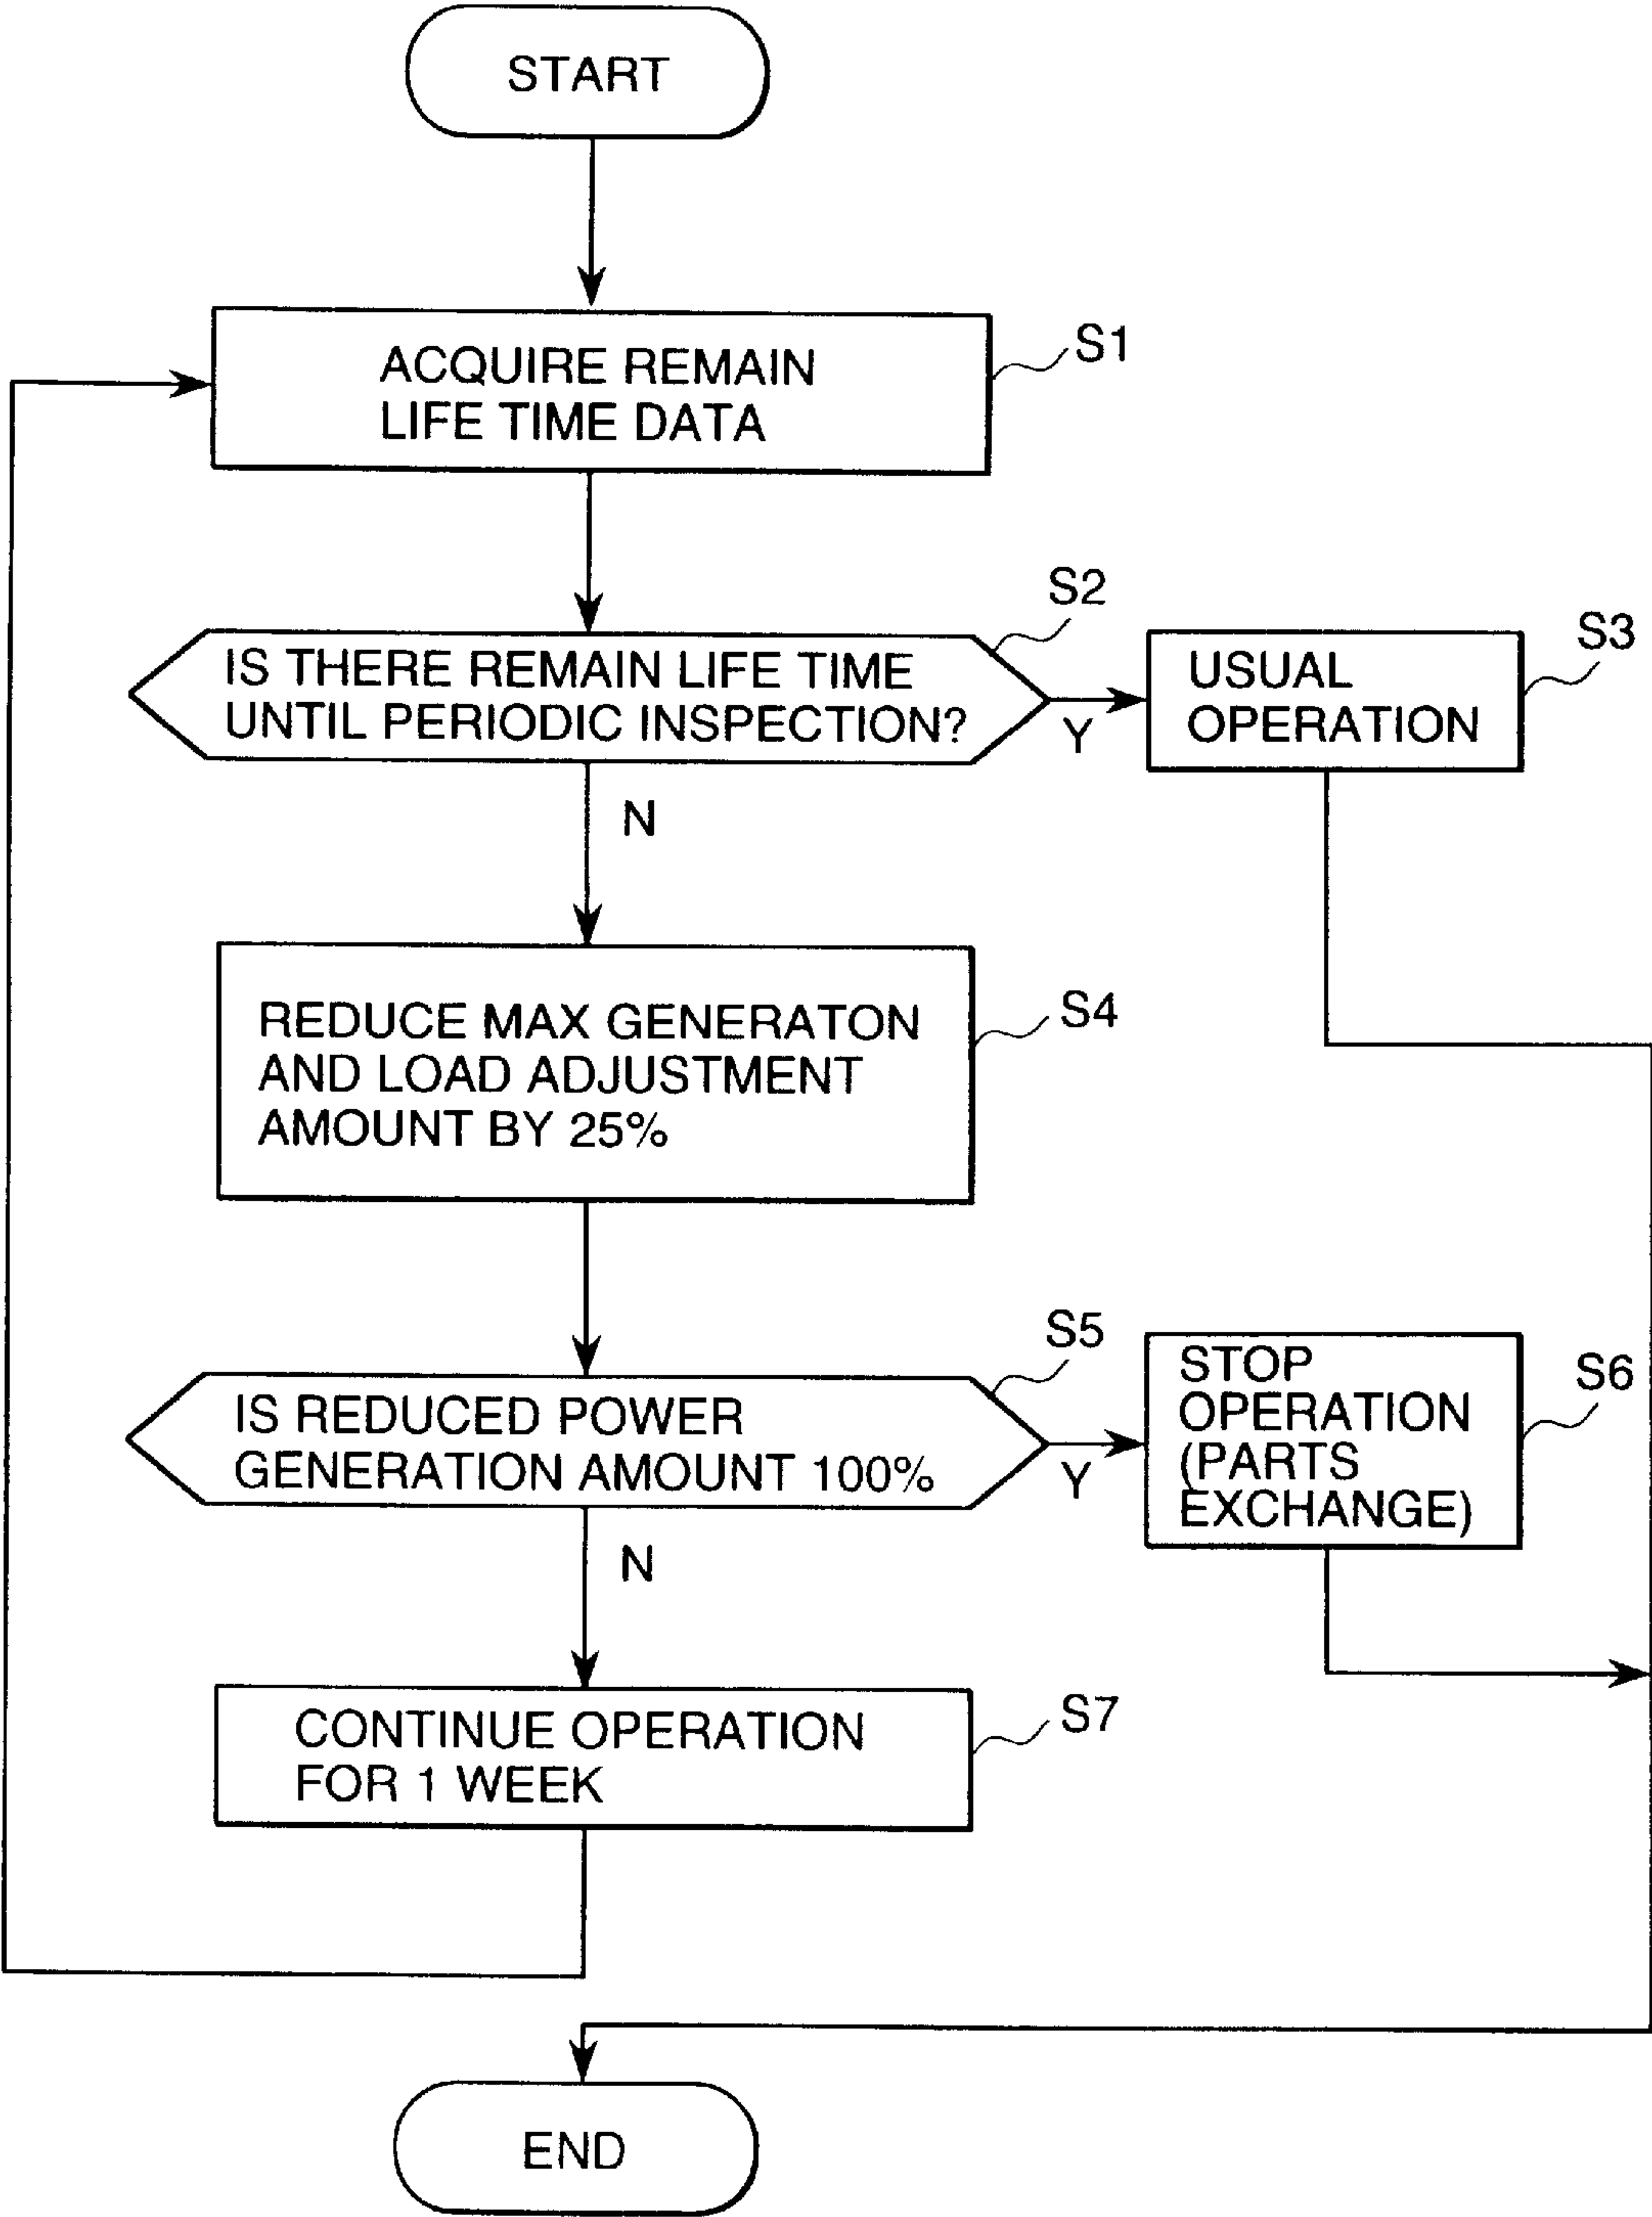 START
S1
ACQUIRE REMAIN
LIFE TIME DATA
S2
IS THERE REMAIN LIFE TIME
UNTIL PERIODIC INSPECTION?
Y
S3
USUAL
OPERATION
N
S4
REDUCE MAX GENERATON
AND LOAD ADJUSTMENT
AMOUNT BY 25%
S5
IS REDUCED POWER
GENERATION AMOUNT 100%
Y
S6
STOP
OPERATION
(PARTS
EXCHANGE)
N
S7
CONTINUE OPERATION
FOR 1 WEEK
END